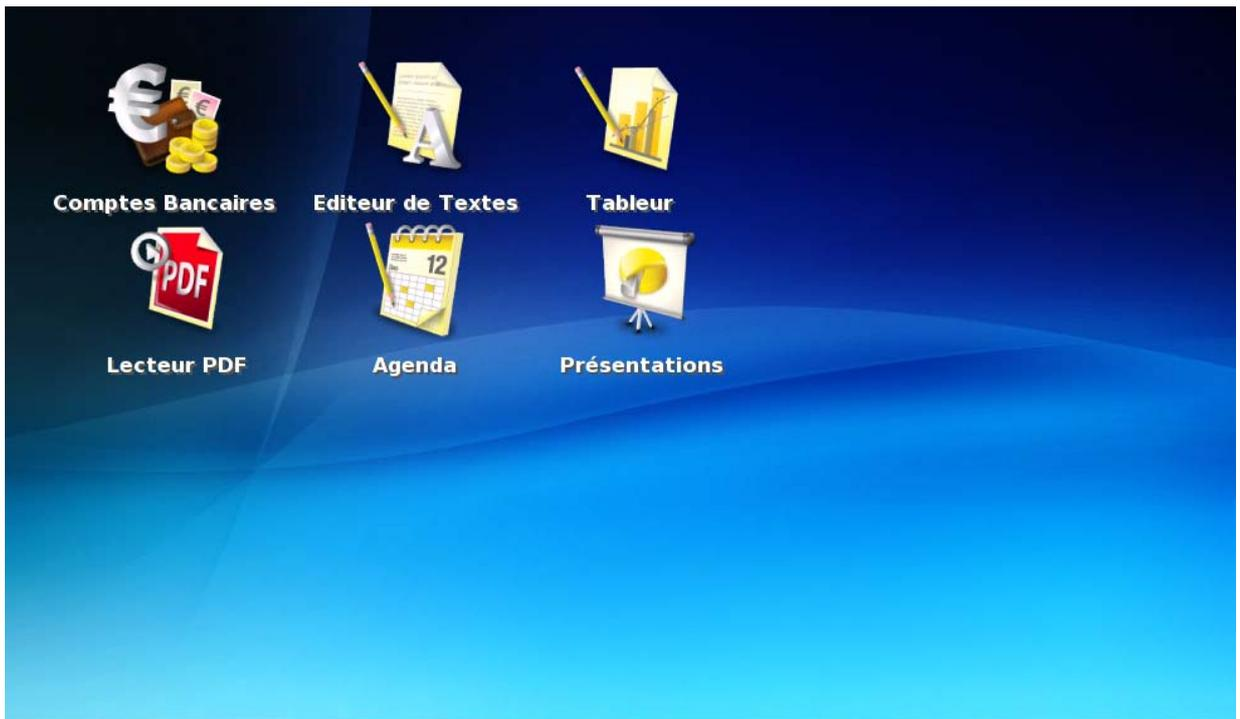 Comptes Bancaires
Editeur de Textes
Tableur
PDF
12
Lecteur PDF
Agenda
Présentations